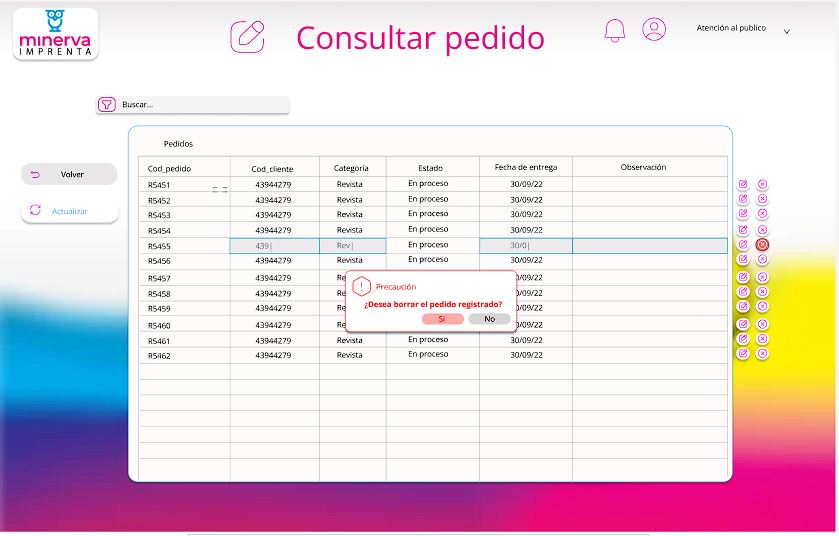 minerva
IMPRENTA
Consultar pedido
Atención al publico
Buscar...
Volver
Actualizar
Pedidos
Cod_pedido Cod_cliente Categoria Estado Fecha de entrega Observación
R5451 43944279 Revista En proceso 30/09/22
R5452 43944279 Revista En proceso 30/09/22
R5453 43944279 Revista En proceso 30/09/22
R5454 43944279 Revista En proceso 30/09/22
R5455 439| Rev| En proceso 30/0|
R5456 43944279 Revista En proceso 30/09/22
R5457 43944279 Re 0/09/22
R5458 43944279 Re 0/09/22
R5459 43944279 Re 0/09/22
R5460 43944279 Re 0/09/22
R5461 43944279 Revista En proceso 30/09/22
R5462 43944279 Revista En proceso 30/09/22
Precaución
¿Desea borrar el pedido registrado?
Si No